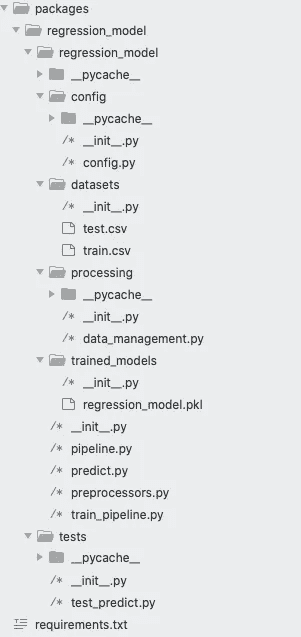 packages
regression_model
regression_model
__pycache__
config
__pycache__
/* __init__.py
/* config.py
datasets
/* __init__.py
test.csv
train.csv
processing
__pycache__
/* __init__.py
/* data_management.py
trained_models
/* __init__.py
regression_model.pkl
/* __init__.py
/* pipeline.py
/* predict.py
/* preprocessors.py
/* train_pipeline.py
tests
__pycache__
/* __init__.py
/* test_predict.py
requirements.txt